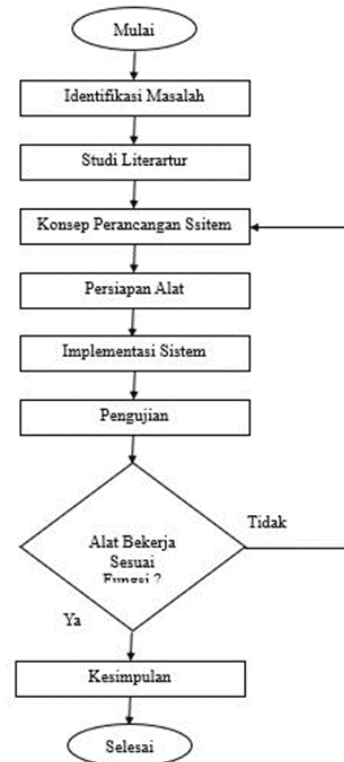 Mulai
Identifikasi Masalah
Studi Literartur
Konsep Perancangan Ssitem
Persiapan Alat
Implementasi Sistem
Pengujian
Alat Bekerja
Sesuai
Fungsi ?
Tidak
Ya
Kesimpulan
Selesai